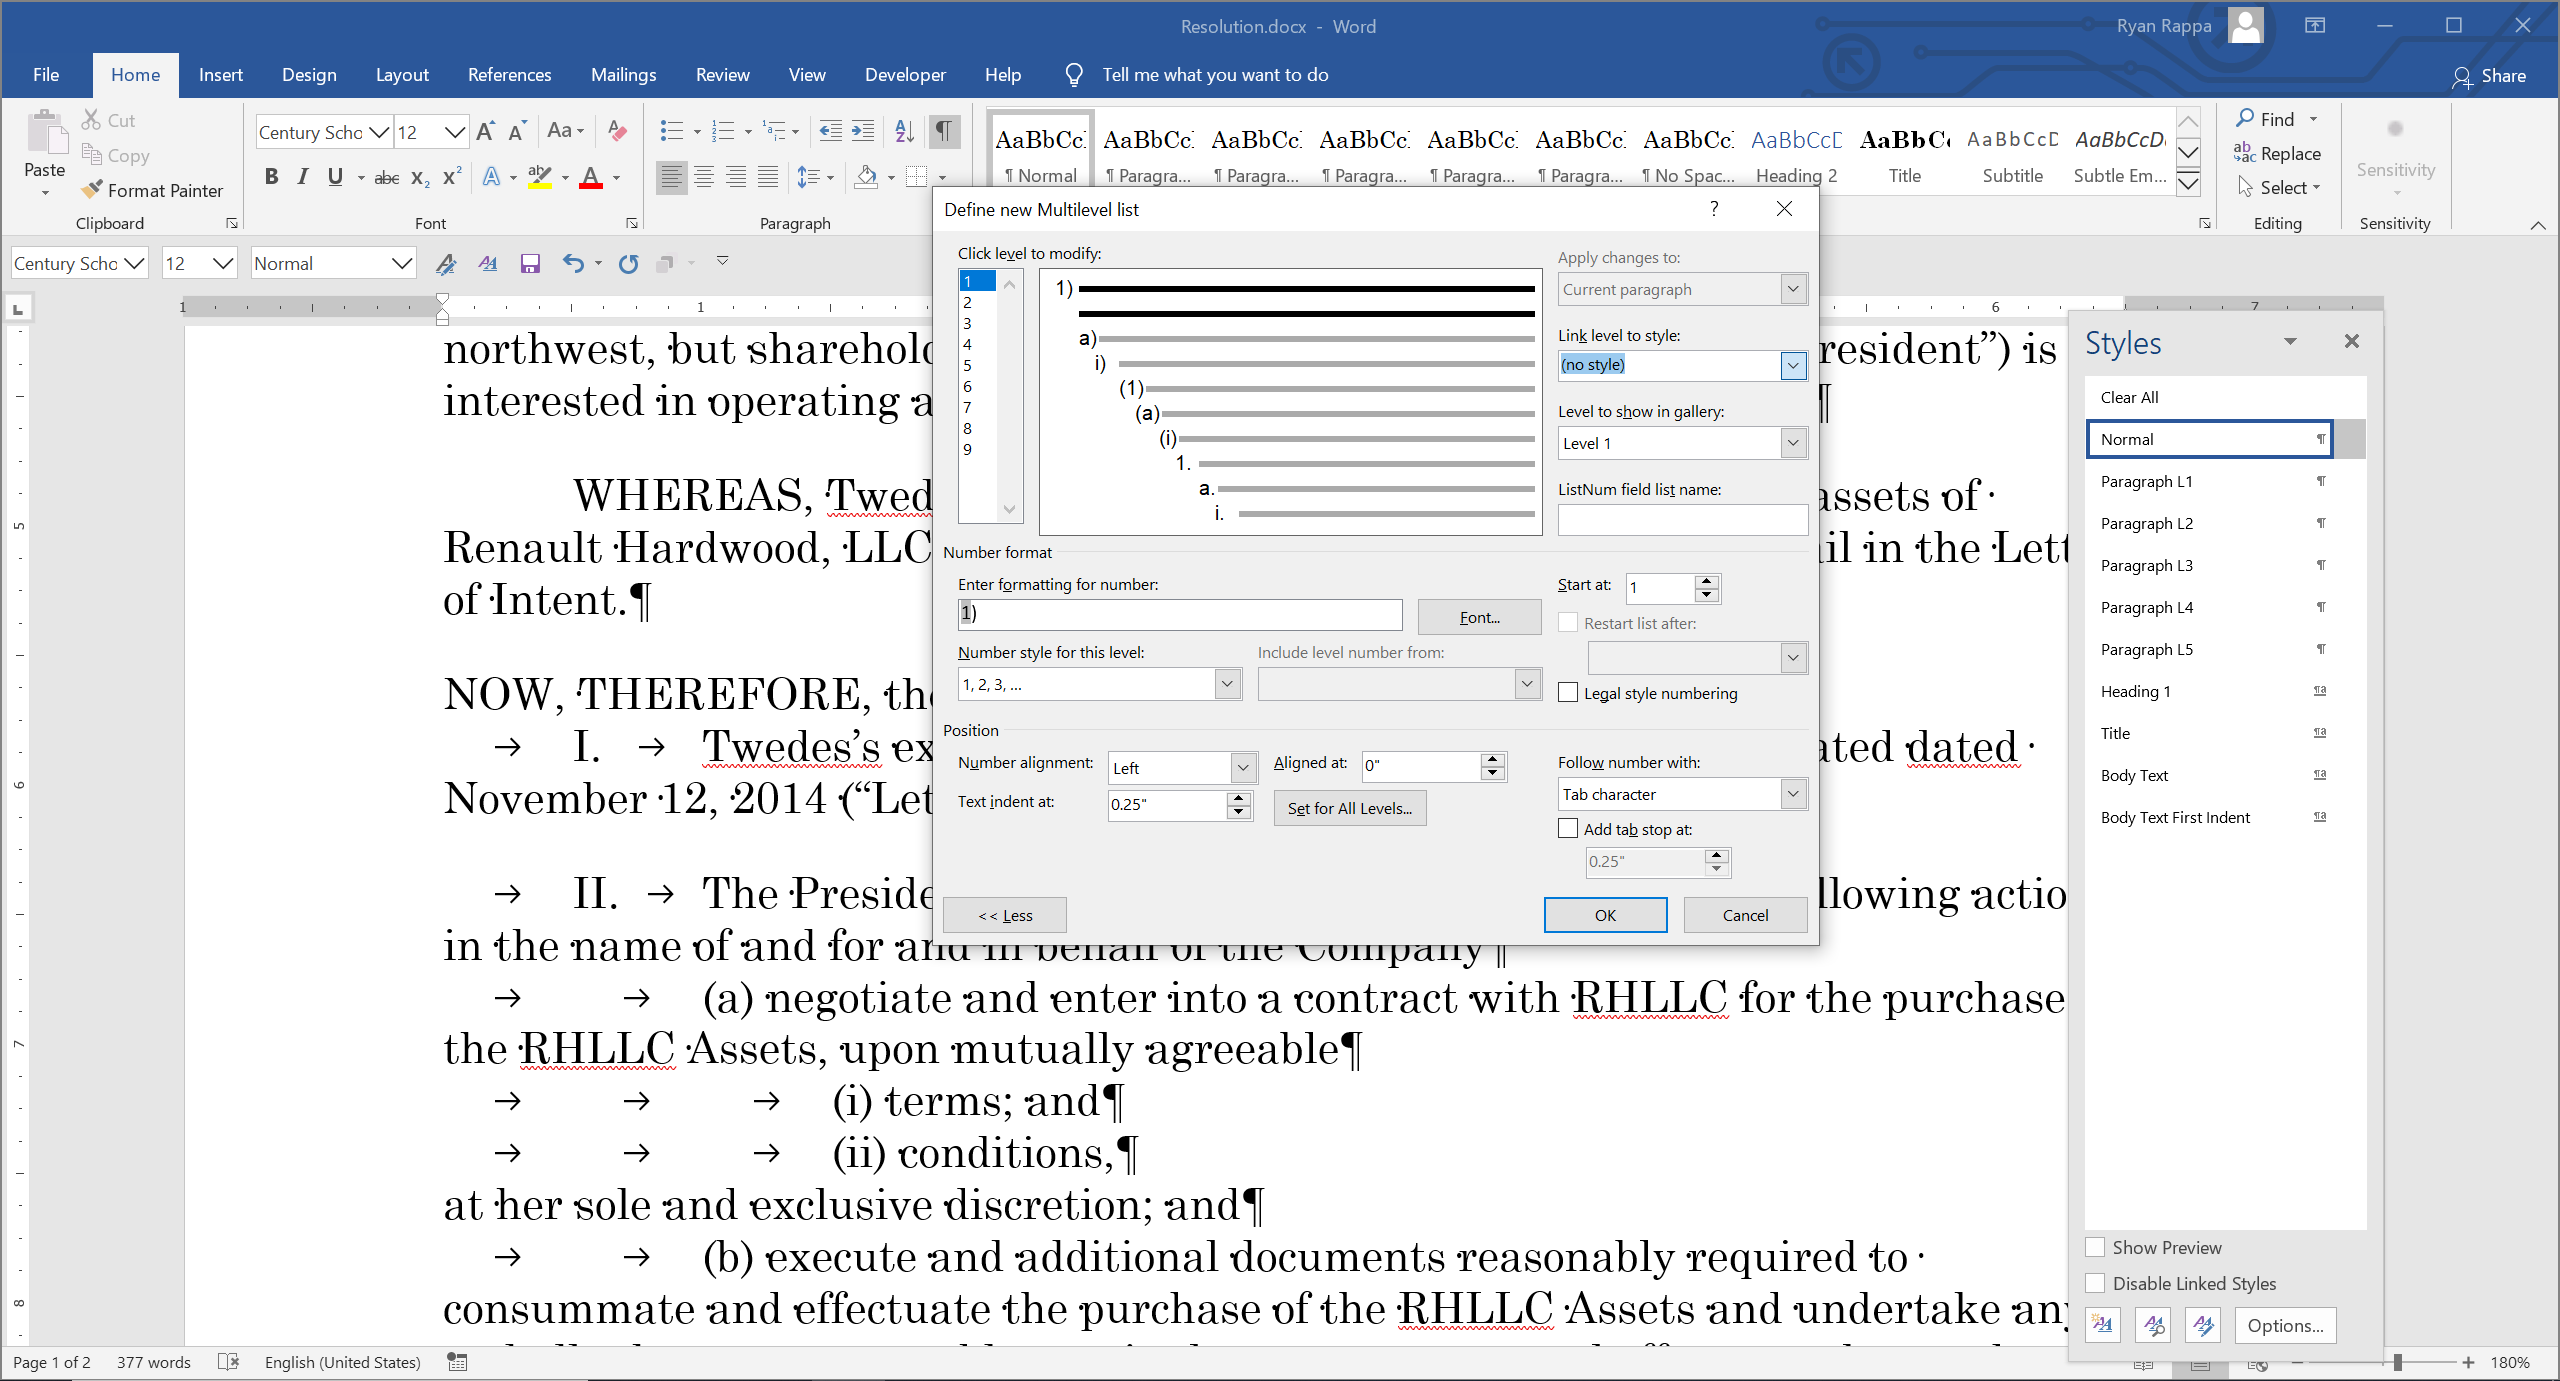 Resolution.docx - Word
Ryan Rappa
File Home Insert Design Layout References Mailings Review View Developer Help Tell me what you want to do
Share
Paste
Cut
Copy
Format Painter
Clipboard
Century Scho 12
Aa
B I U abc x2 x2 A ab A
Font
Paragraph
AaBbCc AaBbCc AaBbCc AaBbCc AaBbCc AaBbCc AaBbCc AaBbCcD AaBbC AaBbCcD AaBbCcD
¶ Normal ¶ Paragra... ¶ Paragra... ¶ Paragra... ¶ Paragra... ¶ Paragra... ¶ No Spac... Heading 2 Title Subtitle Subtle Em...
Find
Replace
Select
Editing
Sensitivity
Sensitivity
Century Scho 12 Normal
1 1 6 7
northwest, but sharehold
resident”) is
interested in operating a
¶
WHEREAS, Twed
assets of
Renault Hardwood, LLC
il in the Lett
of Intent.¶
NOW, THEREFORE, the
I. Twedes’s ex
ated dated
November 12, 2014 (“Let
II. The Preside
llowing actio
in the name of and for and in behalf of the Company¶
(a) negotiate and enter into a contract with RHLLC for the purchase
the RHLLC Assets, upon mutually agreeable¶
(i) terms; and¶
(ii) conditions,¶
at her sole and exclusive discretion; and¶
(b) execute and additional documents reasonably required to
consummate and effectuate the purchase of the RHLLC Assets and undertake any
5
6
7
8
Define new Multilevel list
?
Click level to modify:
1
2
3
4
5
6
7
8
9
1)
a)
i)
(1)
(a)
(i)
1.
a.
i.
Apply changes to:
Current paragraph
Link level to style:
(no style)
Level to show in gallery:
Level 1
ListNum field list name:
Number format
Enter formatting for number:
1)
Font...
Start at: 1
Restart list after:
Number style for this level:
1, 2, 3, ...
Include level number from:
Legal style numbering
Position
Number alignment: Left
Aligned at: 0"
Text indent at: 0.25"
Set for All Levels...
Follow number with:
Tab character
Add tab stop at:
0.25"
<< Less
OK
Cancel
Styles
Clear All
Normal ¶
Paragraph L1 ¶
Paragraph L2 ¶
Paragraph L3 ¶
Paragraph L4 ¶
Paragraph L5 ¶
Heading 1 ¶a
Title ¶a
Body Text ¶a
Body Text First Indent ¶a
Show Preview
Disable Linked Styles
Options...
Page 1 of 2 377 words English (United States)
180%